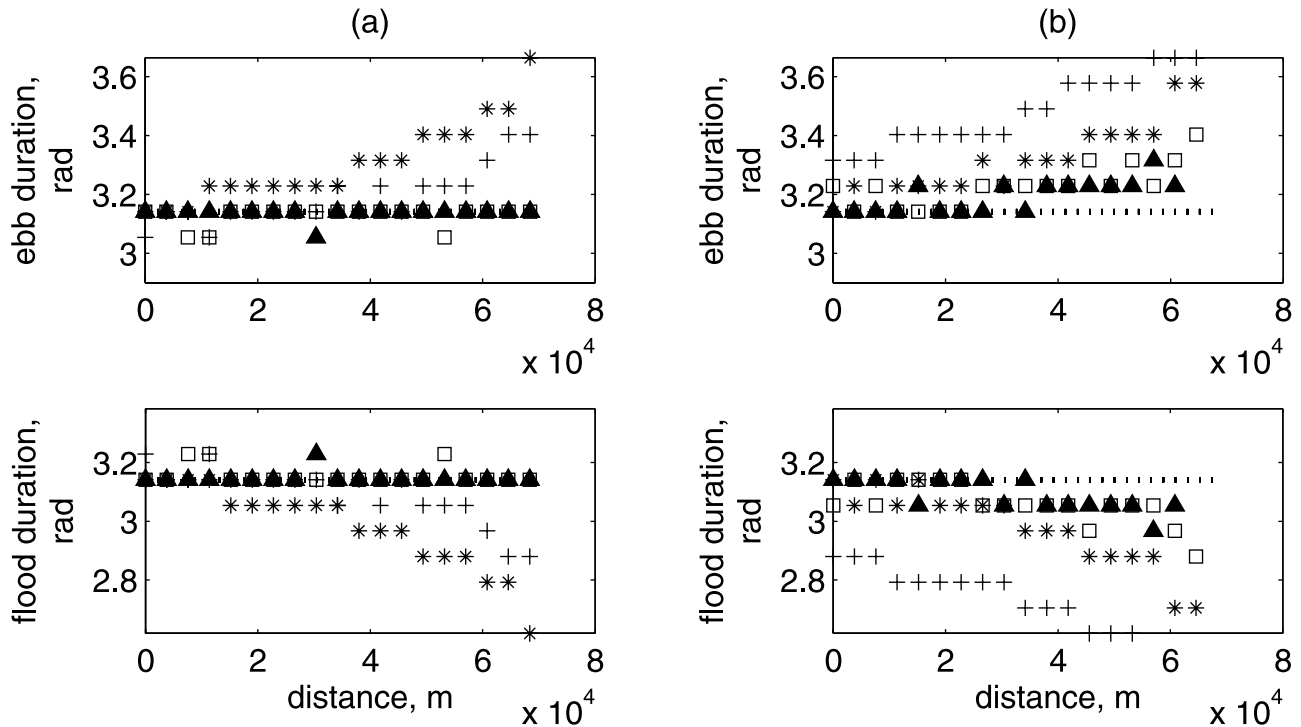 (a)
(b)
ebb duration,
rad
3.6
3.4
3.2
3
0 2 4 6 8
x 10^4
ebb duration,
rad
3.6
3.4
3.2
3
0 2 4 6 8
x 10^4
flood duration,
rad
3.2
3
2.8
0 2 4 6 8
distance, m
x 10^4
flood duration,
rad
3.2
3
2.8
0 2 4 6 8
distance, m
x 10^4